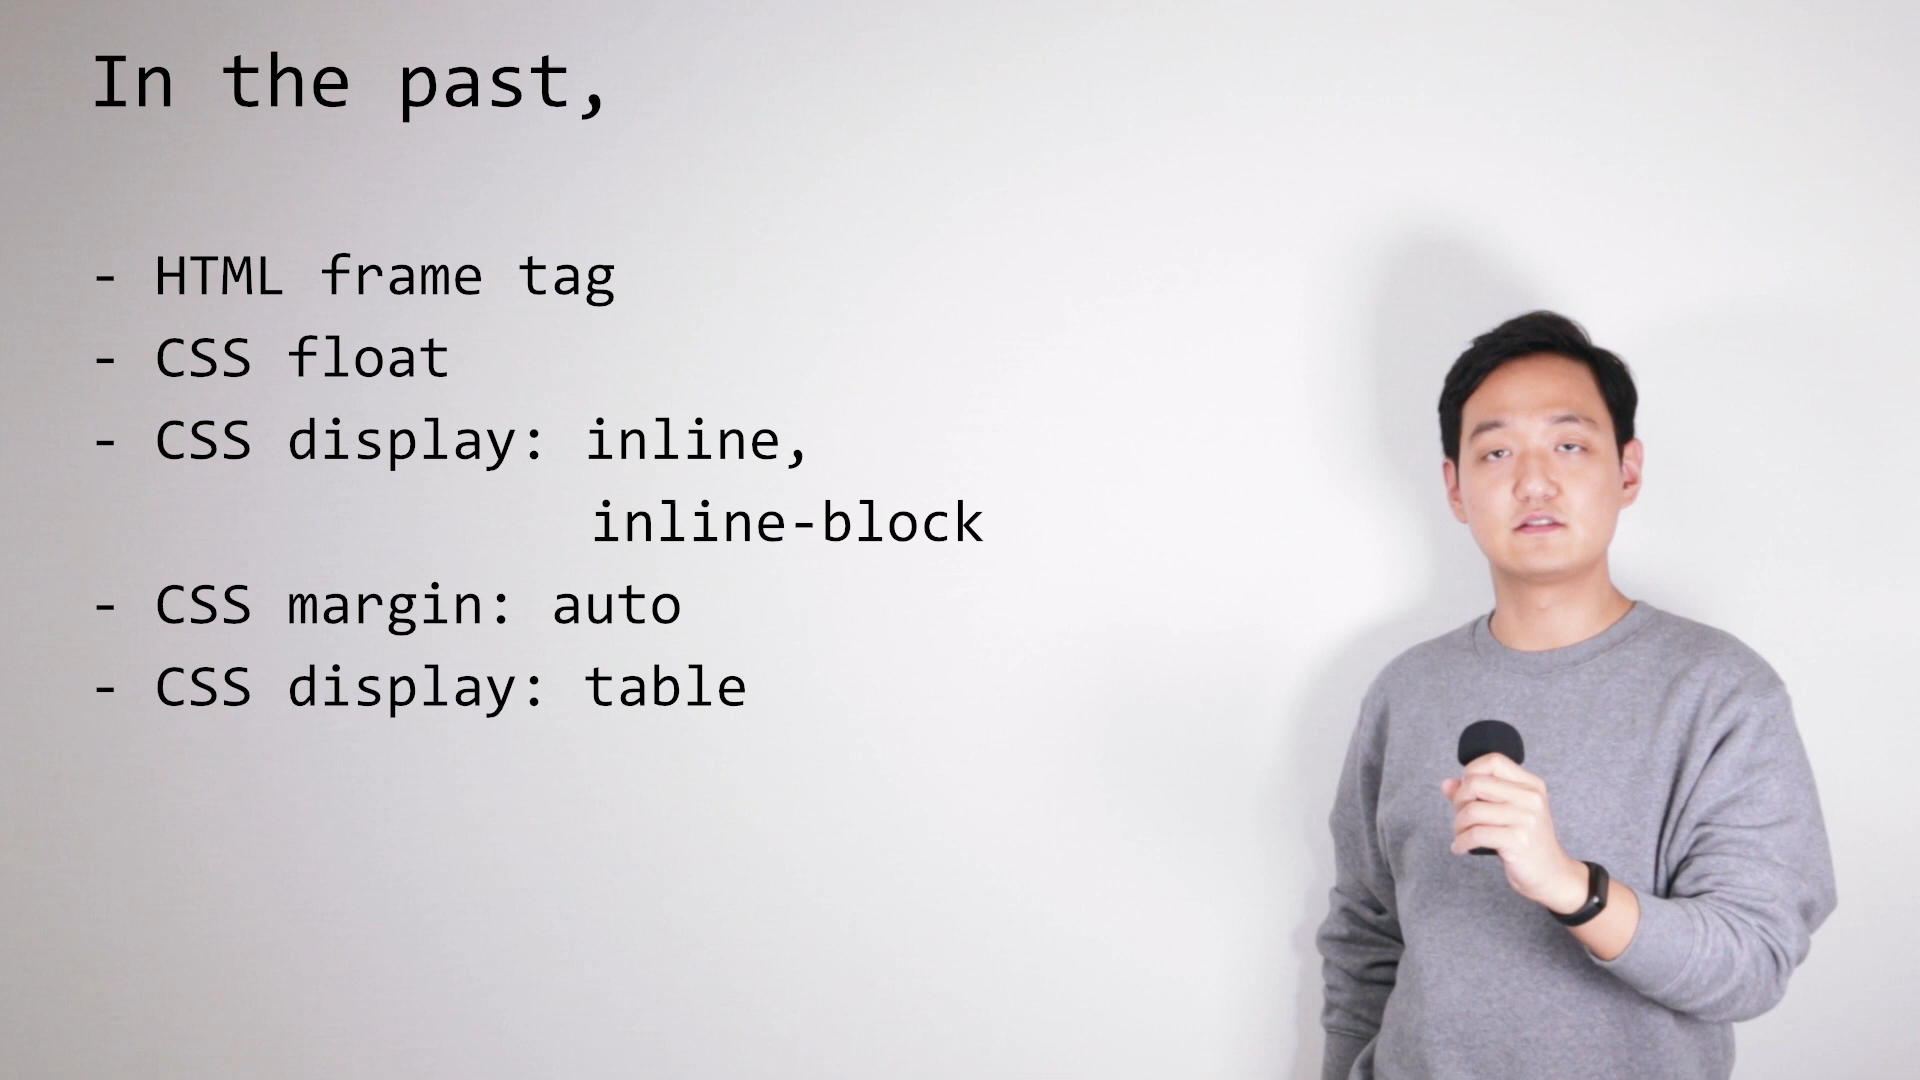 In the past,
- HTML frame tag
- CSS float
- CSS display: inline,
inline-block
- CSS margin: auto
- CSS display: table